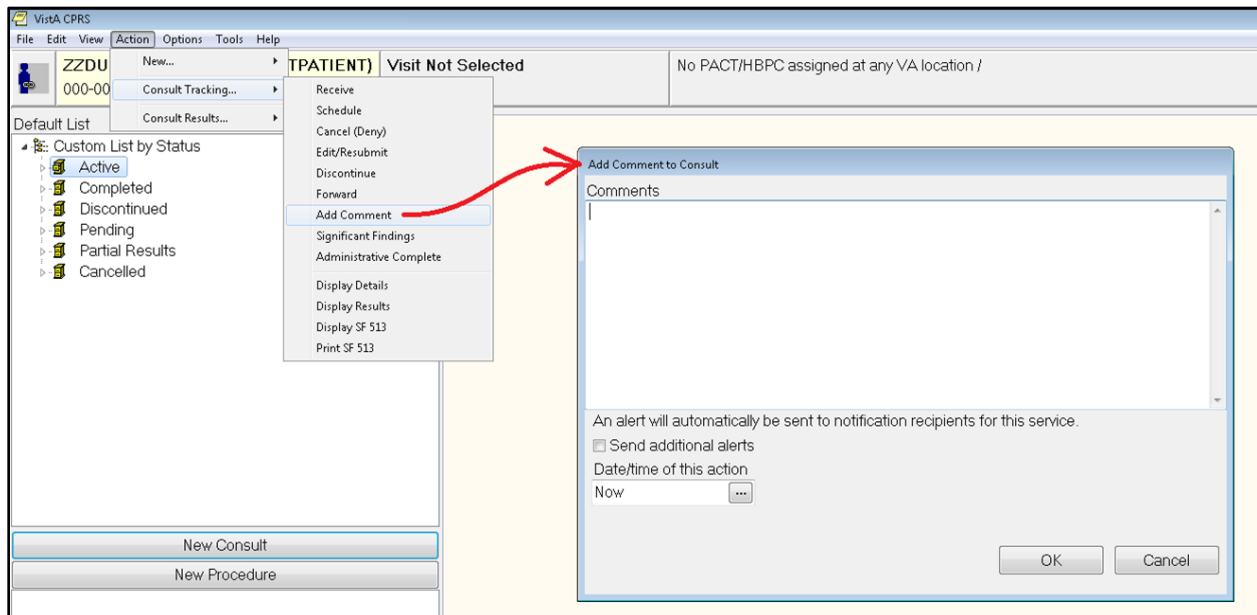 VistA CPRS
File Edit View Action Options Tools Help
ZZDU
000-00
TPATIENT)
Visit Not Selected
No PACT/HBPC assigned at any VA location /
New...
Consult Tracking...
Consult Results...
Receive
Schedule
Cancel (Deny)
Edit/Resubmit
Discontinue
Forward
Add Comment
Significant Findings
Administrative Complete
Display Details
Display Results
Display SF 513
Print SF 513
Default List
Custom List by Status
Active
Completed
Discontinued
Pending
Partial Results
Cancelled
New Consult
New Procedure
Add Comment to Consult
Comments
An alert will automatically be sent to notification recipients for this service.
Send additional alerts
Date/time of this action
Now
...
OK
Cancel